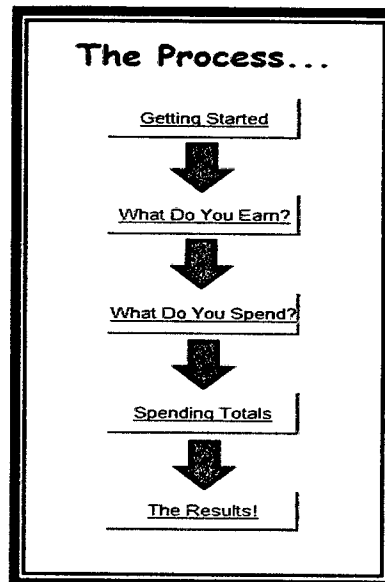 The Process...
Getting Started
What Do You Earn?
What Do You Spend?
Spending Totals
The Results!